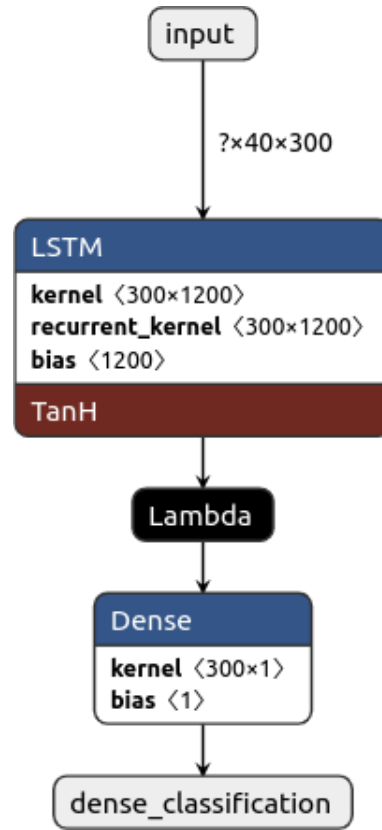 input
?×40×300
LSTM
kernel 〈300×1200〉
recurrent_kernel 〈300×1200〉
bias 〈1200〉
TanH
Lambda
Dense
kernel 〈300×1〉
bias 〈1〉
dense_classification